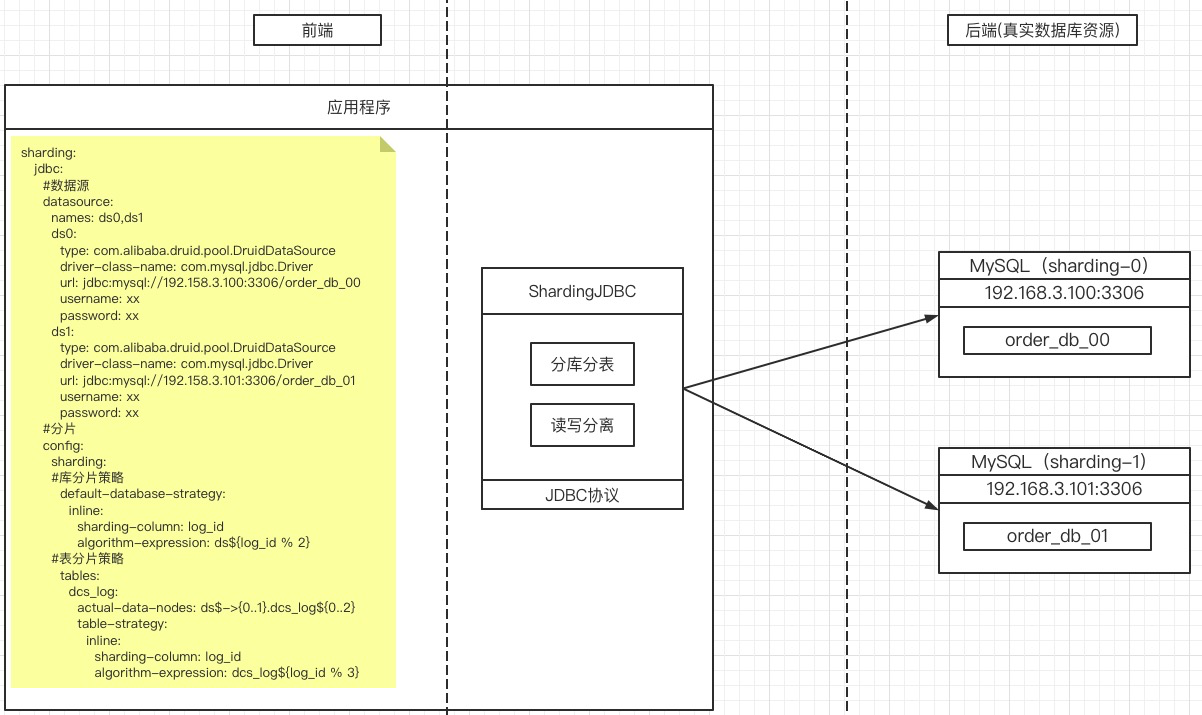 前端
后端(真实数据库资源)
应用程序
sharding:
jdbc:
#数据源
datasource:
names: ds0,ds1
ds0:
type: com.alibaba.druid.pool.DruidDataSource
driver-class-name: com.mysql.jdbc.Driver
url: jdbc:mysql://192.158.3.100:3306/order_db_00
username: xx
password: xx
ds1:
type: com.alibaba.druid.pool.DruidDataSource
driver-class-name: com.mysql.jdbc.Driver
url: jdbc:mysql://192.158.3.101:3306/order_db_01
username: xx
password: xx
#分片
config:
sharding:
#库分片策略
default-database-strategy:
inline:
sharding-column: log_id
algorithm-expression: ds${log_id % 2}
#表分片策略
tables:
dcs_log:
actual-data-nodes: ds$->{0..1}.dcs_log${0..2}
table-strategy:
inline:
sharding-column: log_id
algorithm-expression: dcs_log${log_id % 3}
ShardingJDBC
分库分表
读写分离
JDBC协议
MySQL（sharding-0）
192.168.3.100:3306
order_db_00
MySQL（sharding-1）
192.168.3.101:3306
order_db_01